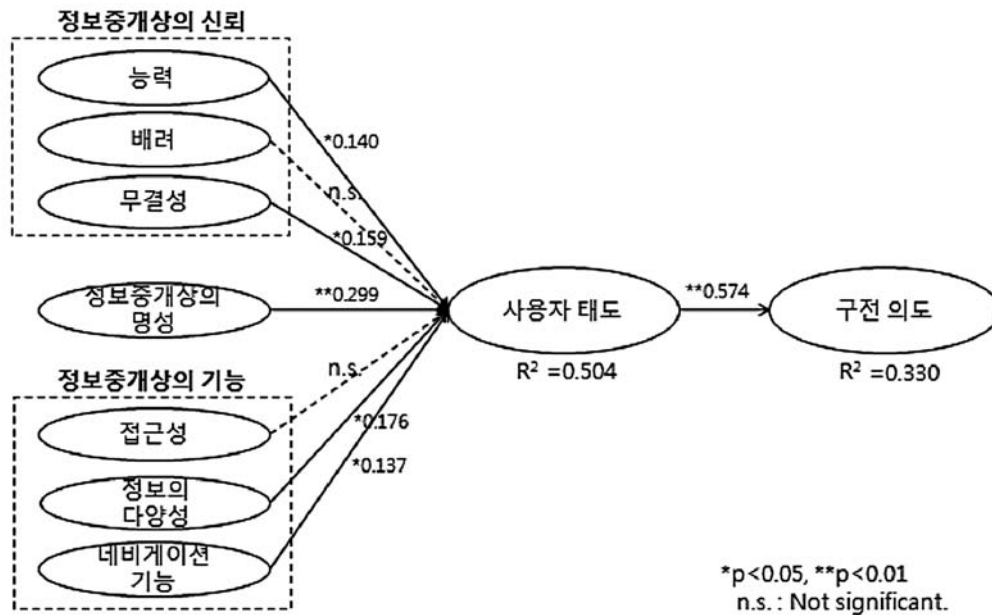 정보중개상의 신뢰
능력
배려
무결성
*0.140
n.s.
*0.159
정보중개상의
명성
**0.299
사용자 태도
R² =0.504
**0.574
구전 의도
R² =0.330
정보중개상의 기능
접근성
정보의
다양성
네비게이션
기능
n.s.
*0.176
*0.137
*p<0.05, **p<0.01
n.s. : Not significant.